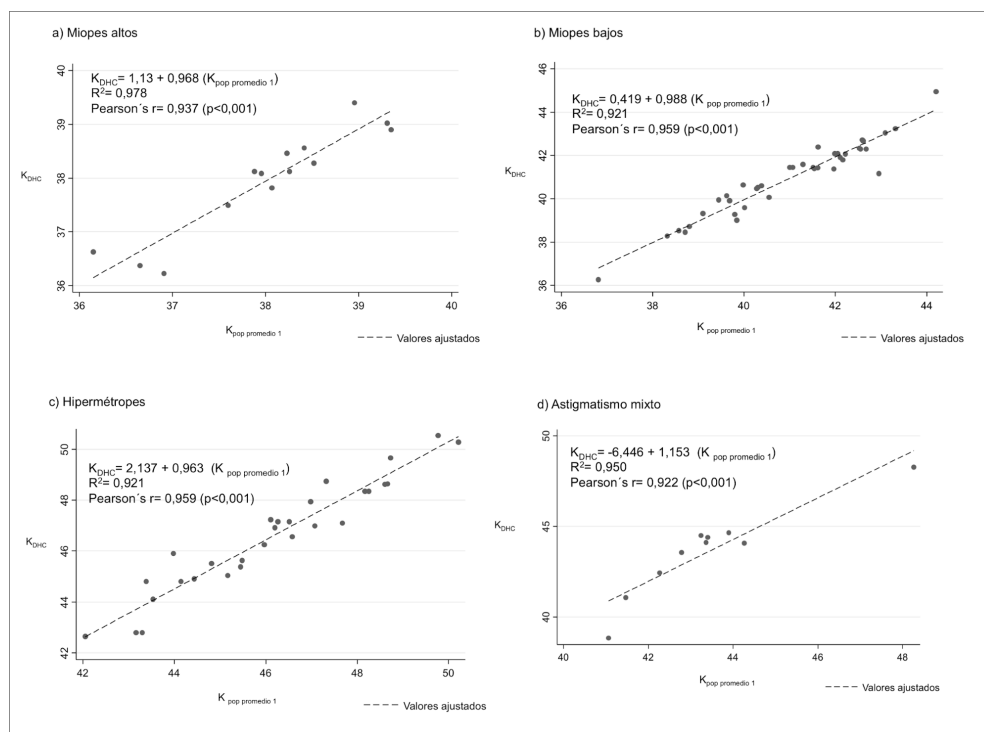 a) Miopes altos
K_DHC= 1,13 + 0,968 (K_pop promedio 1)
R²= 0,978
Pearson´s r= 0,937 (p<0,001)
40
39
38
37
36
K_DHC
36
37
38
39
40
K_pop promedio 1
Valores ajustados
b) Miopes bajos
K_DHC= 0,419 + 0,988 (K pop promedio 1)
R²= 0,921
Pearson´s r= 0,959 (p<0,001)
46
44
42
40
38
36
K_DHC
36
38
40
42
44
K pop promedio 1
Valores ajustados
c) Hipermétropes
K_DHC= 2,137 + 0,963 (K pop promedio 1)
R²= 0,921
Pearson´s r= 0,959 (p<0,001)
50
48
46
44
42
K_DHC
42
44
46
48
50
K pop promedio 1
Valores ajustados
d) Astigmatismo mixto
K_DHC= -6,446 + 1,153 (K pop promedio 1)
R²= 0,950
Pearson´s r= 0,922 (p<0,001)
50
45
40
K_DHC
40
42
44
46
48
K pop promedio 1
Valores ajustados